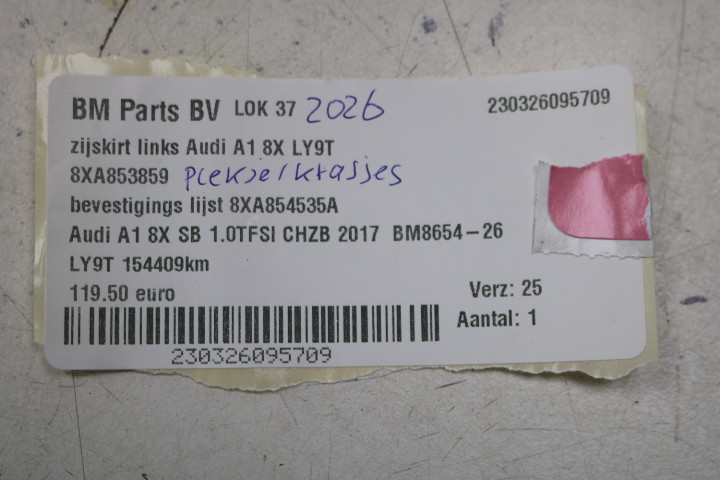 BM Parts BV LOK 37 2026 230326095709
zijskirt links Audi A1 8X LY9T
8XA853859 plekjes/krasjes
bevestigings lijst 8XA854535A
Audi A1 8X SB 1.0TFSI CHZB 2017 BM8654-26
LY9T 154409km
119.50 euro Verz: 25
Aantal: 1
230326095709